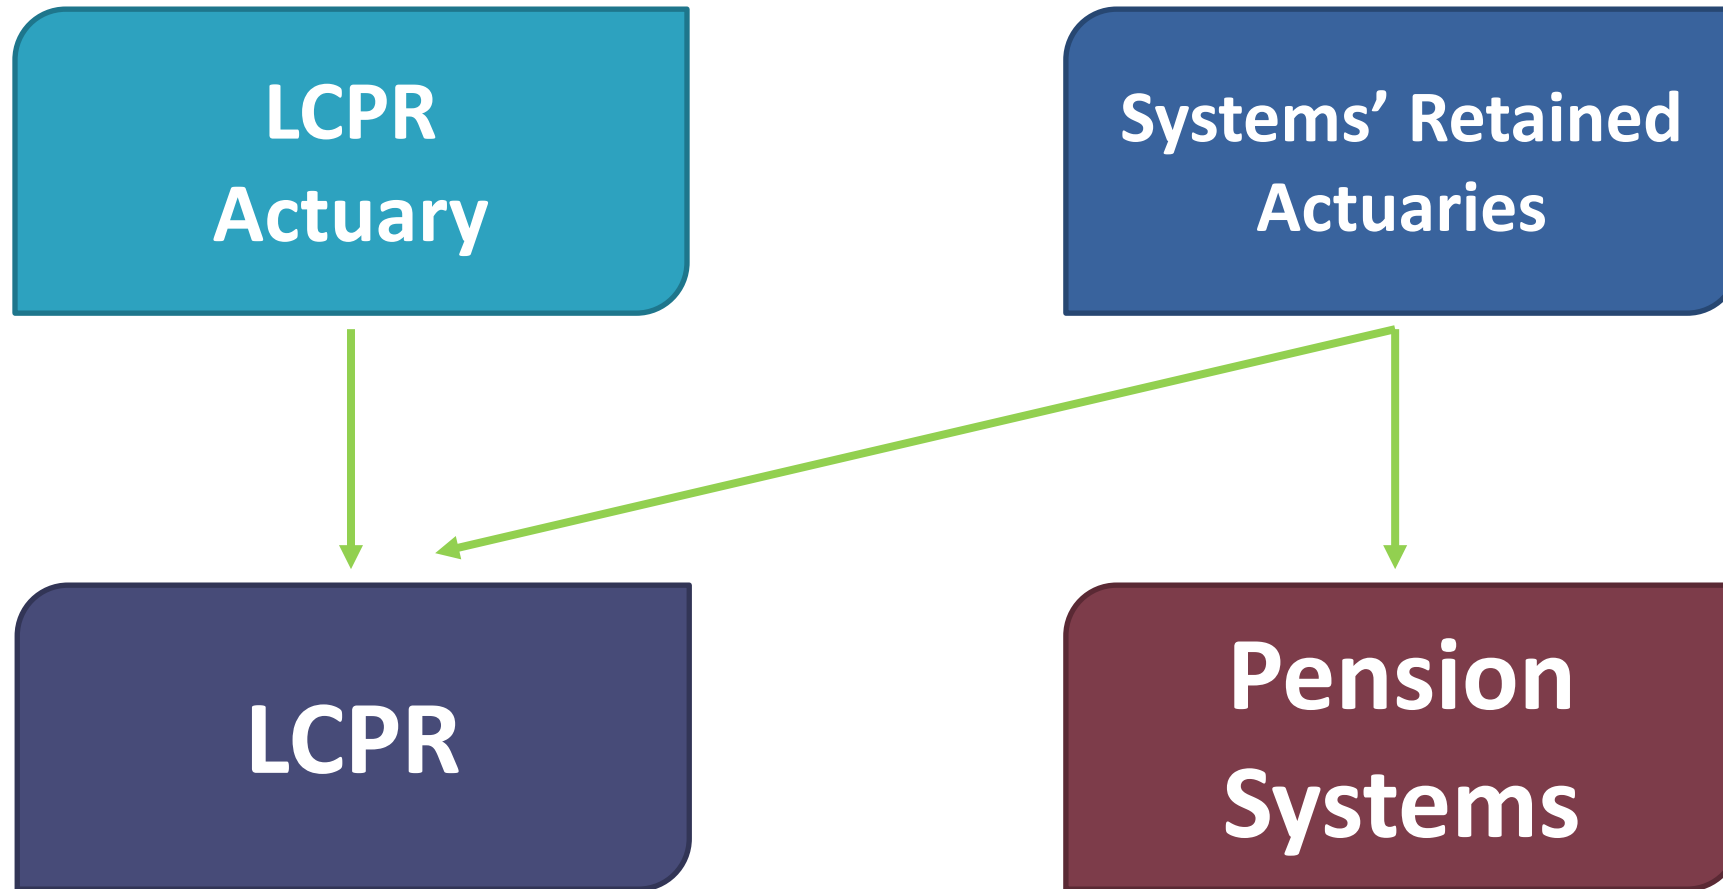 LCPR
Actuary
Systems’ Retained
Actuaries
LCPR
Pension
Systems